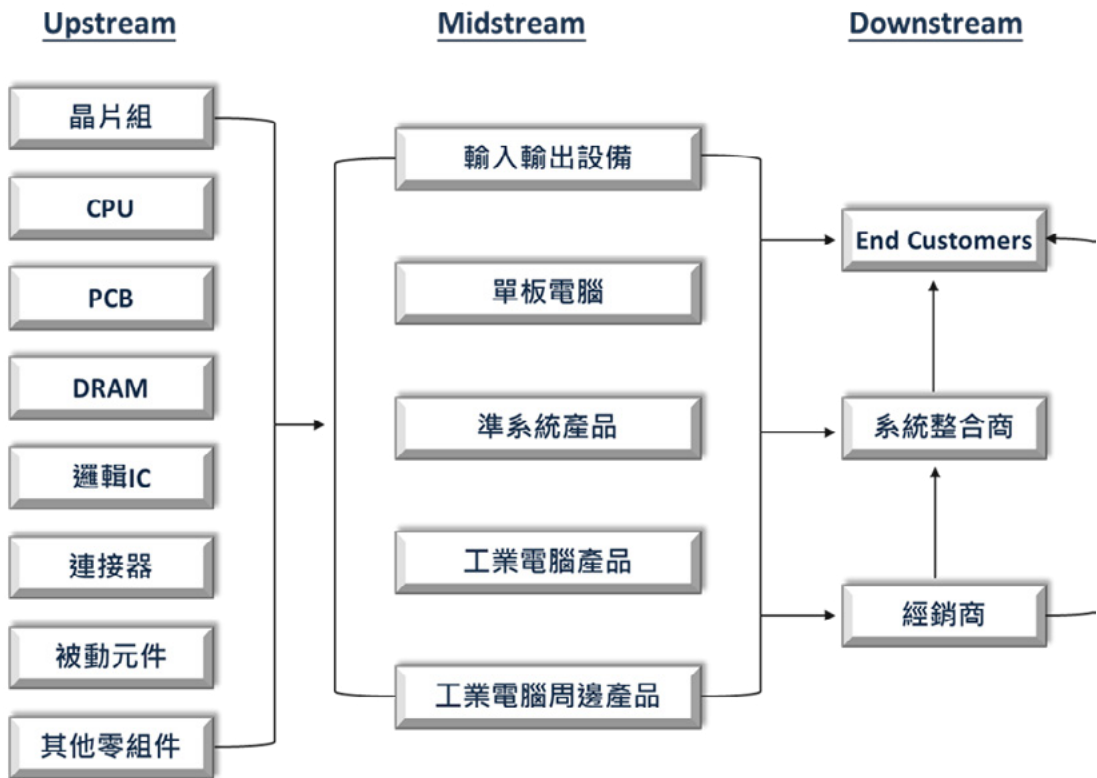 Upstream
Midstream
Downstream
晶片組
CPU
PCB
DRAM
邏輯IC
連接器
被動元件
其他零組件
輸入輸出設備
單板電腦
準系統產品
工業電腦產品
工業電腦周邊產品
End Customers
系統整合商
經銷商